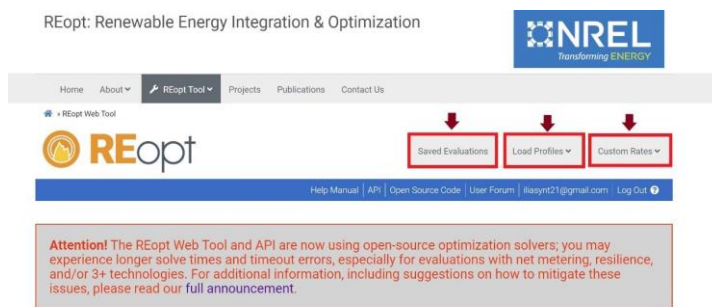 REopt: Renewable Energy Integration & Optimization
NREL
Transforming ENERGY
Home About REopt Tool Projects Publications Contact Us
» REopt Web Tool
REopt
Saved Evaluations Load Profiles Custom Rates
Help Manual | API | Open Source Code | User Forum | iliasynt21@gmail.com | Log Out ?
Attention! The REopt Web Tool and API are now using open-source optimization solvers; you may
experience longer solve times and timeout errors, especially for evaluations with net metering, resilience,
and/or 3+ technologies. For additional information, including suggestions on how to mitigate these
issues, please read our full announcement.